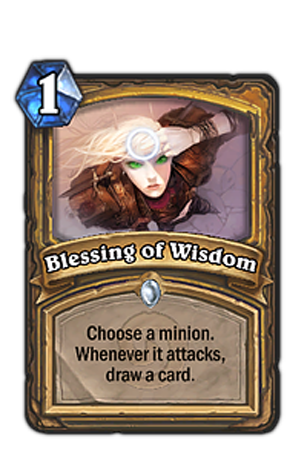 1
Blessing of Wisdom
Choose a minion.
Whenever it attacks,
draw a card.